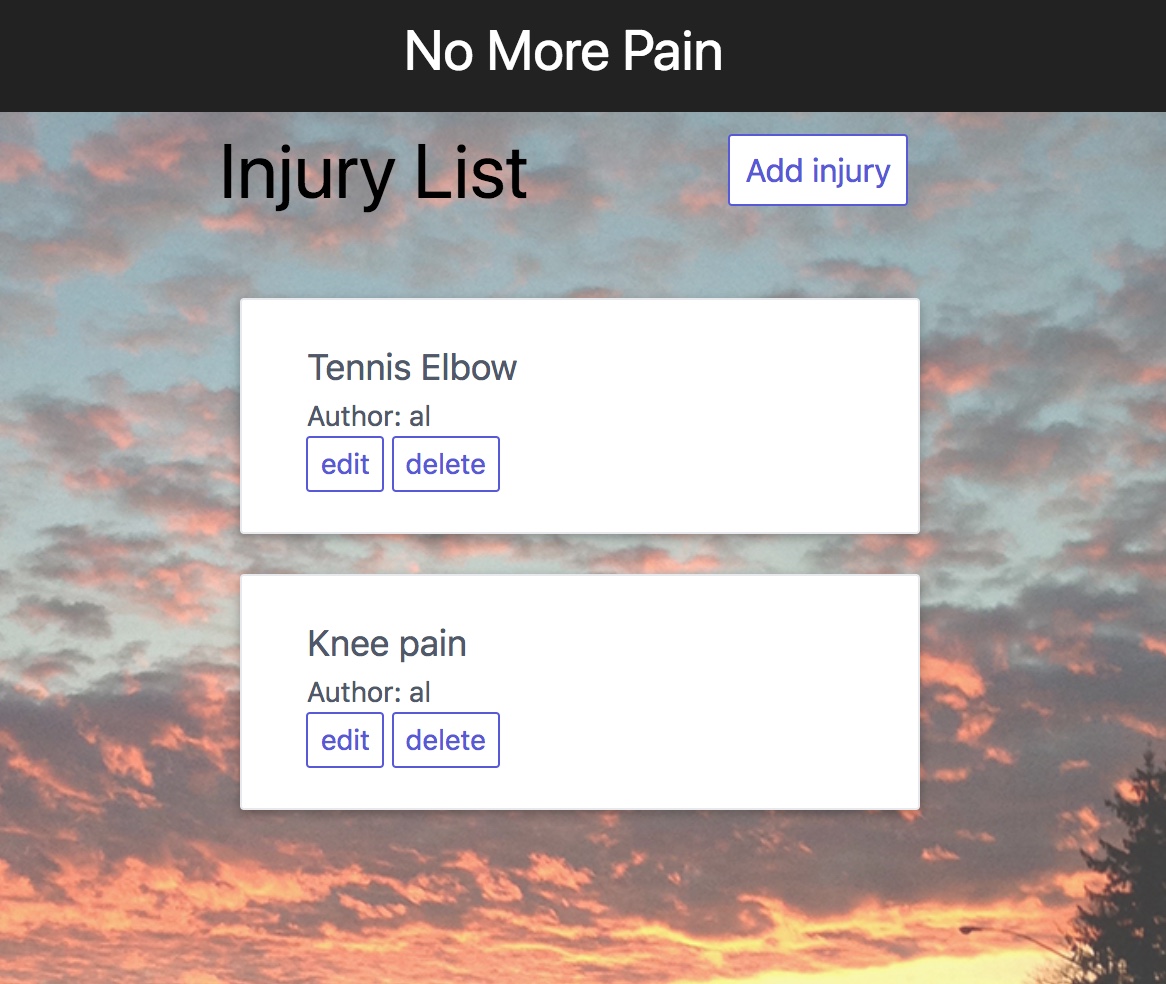 No More Pain
Injury List
Add injury
Tennis Elbow
Author: al
edit delete
Knee pain
Author: al
edit delete